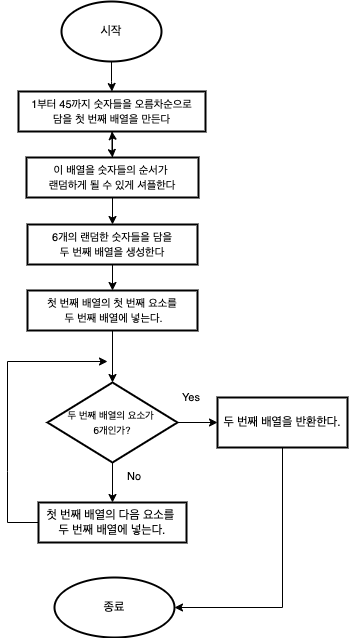 시작
1부터 45까지 숫자들을 오름차순으로
담을 첫 번째 배열을 만든다
이 배열을 숫자들의 순서가
랜덤하게 될 수 있게 셔플한다
6개의 랜덤한 숫자들을 담을
두 번째 배열을 생성한다
첫 번째 배열의 첫 번째 요소를
두 번째 배열에 넣는다.
두 번째 배열의 요소가
6개인가?
Yes
두 번째 배열을 반환한다.
No
첫 번째 배열의 다음 요소를
두 번째 배열에 넣는다.
종료